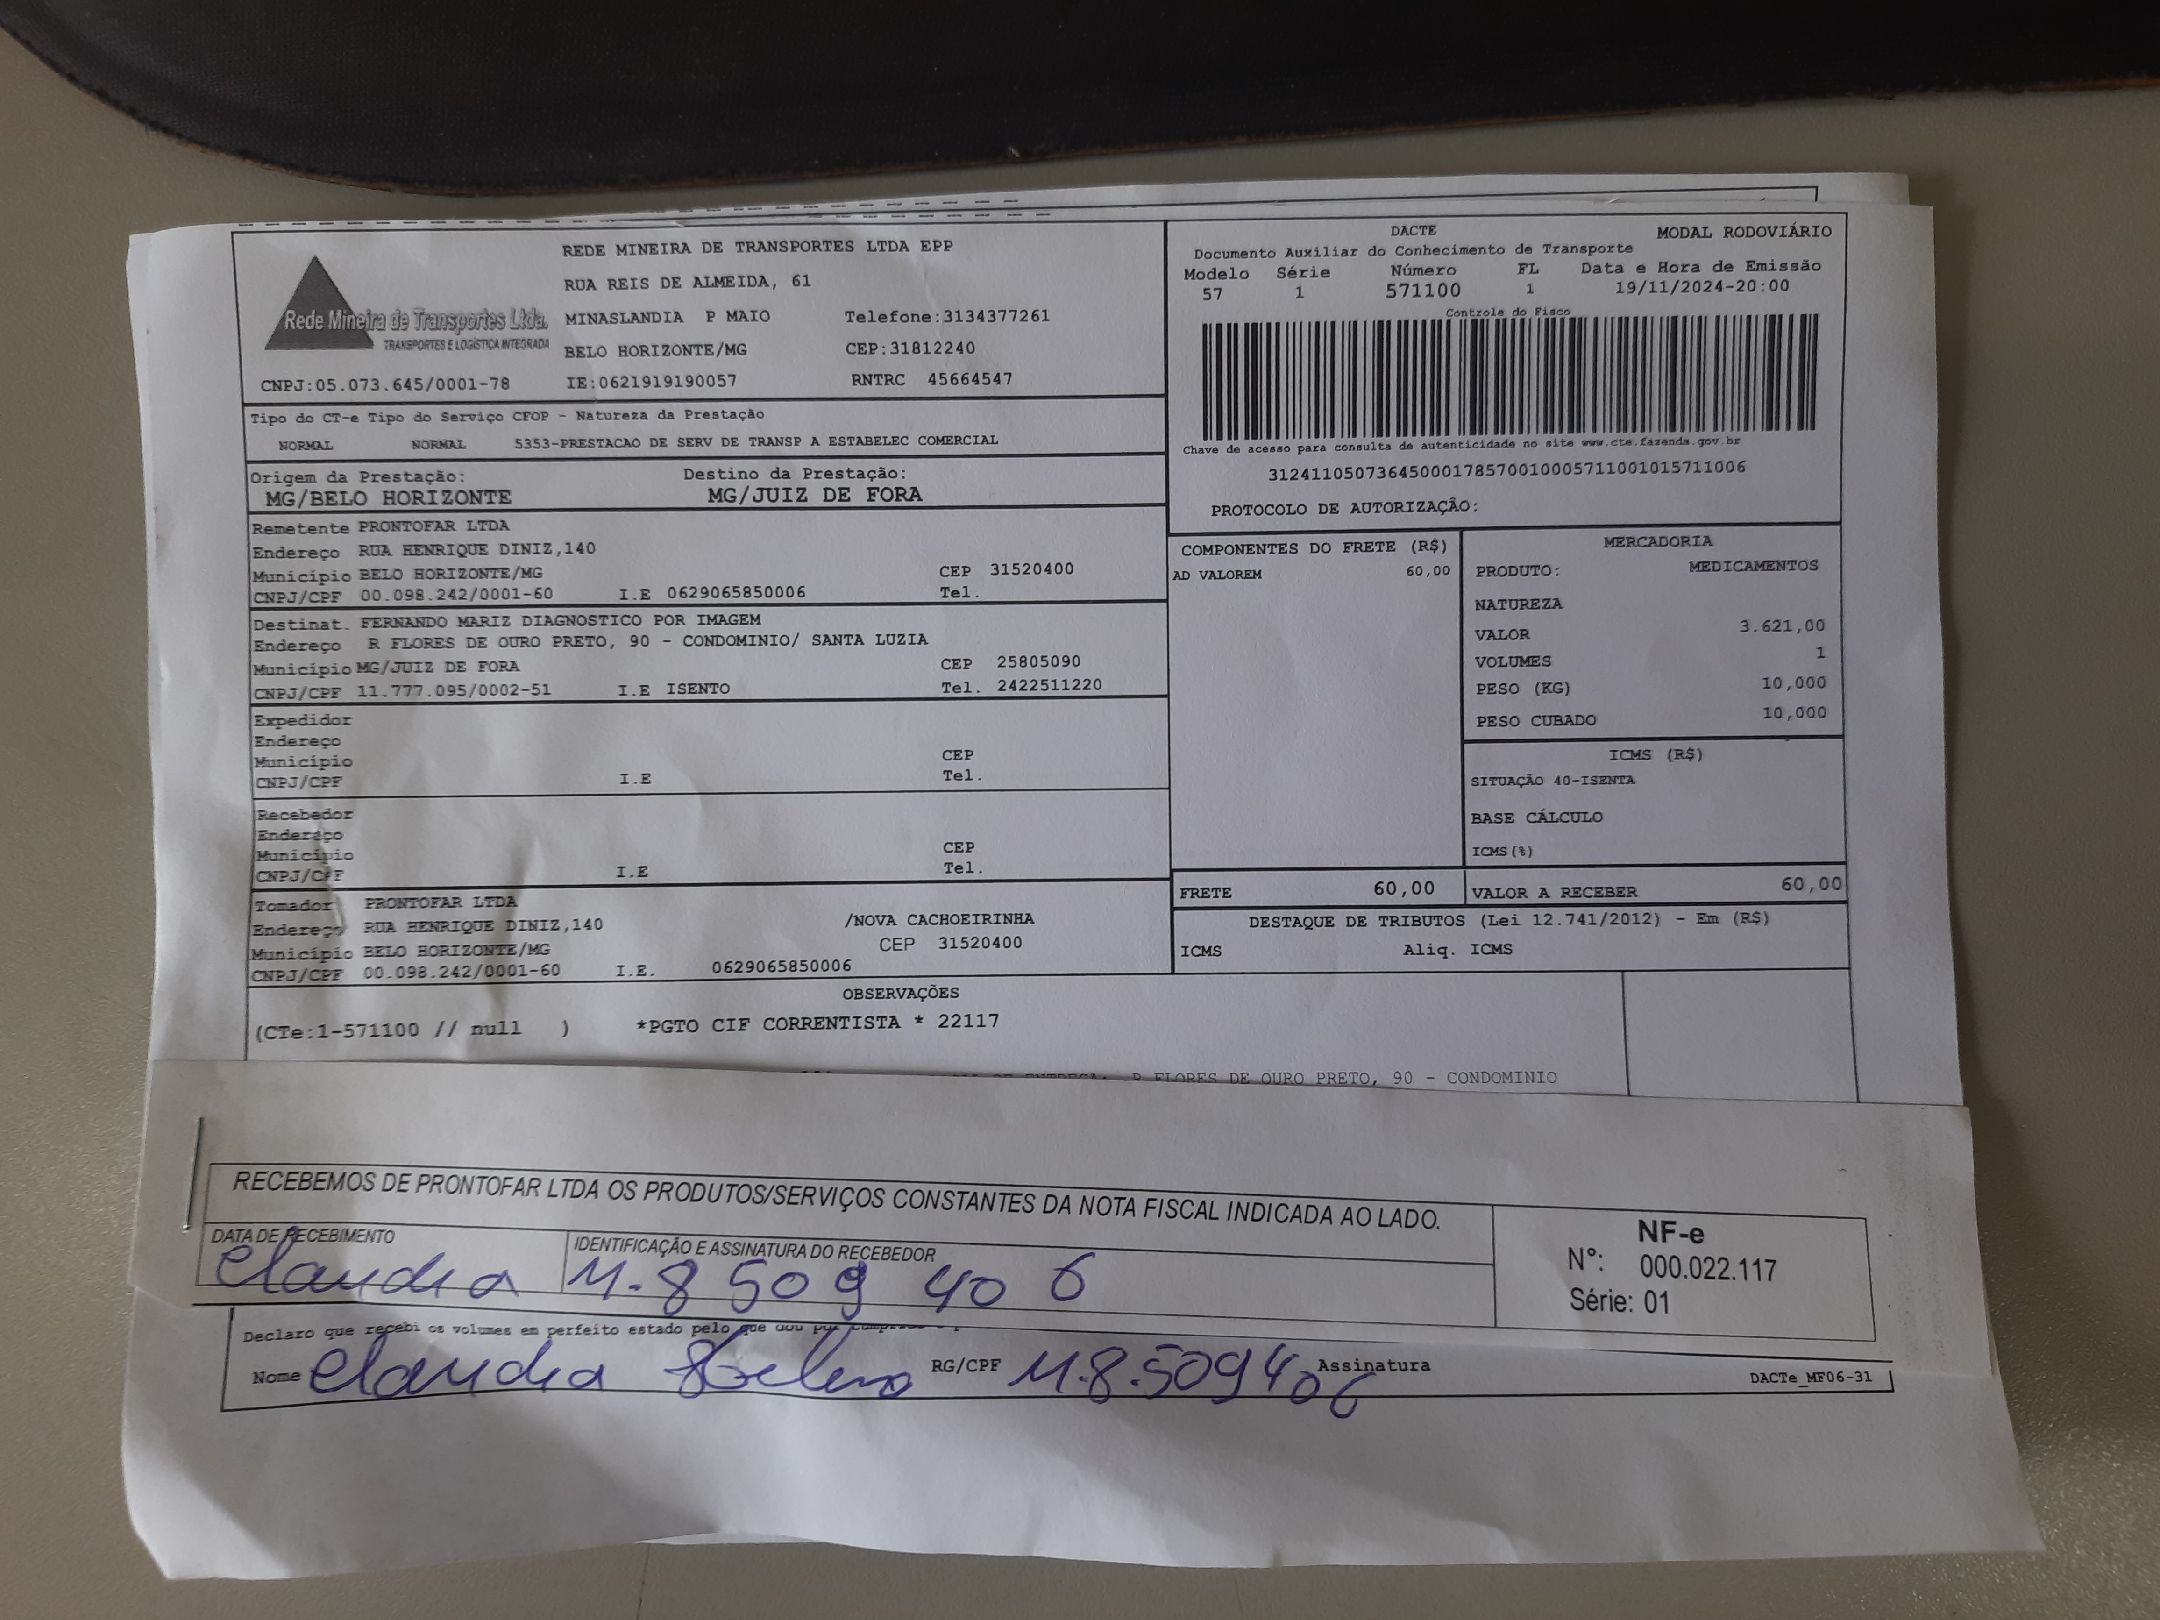 REDE MINEIRA DE TRANSPORTES LTDA EPP
RUA REIS DE ALMEIDA, 61
Rede Mineira de Transportes Ltda.
TRANSPORTES E LOGÍSTICA INTEGRADA
MINASLANDIA P MAIO Telefone:3134377261
BELO HORIZONTE/MG CEP:31812240
CNPJ:05.073.645/0001-78 IE:0621919190057 RNTRC 45664547
DACTE MODAL RODOVIÁRIO
Documento Auxiliar do Conhecimento de Transporte
Modelo Série Número FL Data e Hora de Emissão
57 1 571100 1 19/11/2024-20:00
Controle do Fisco
Chave de acesso para consulta de autenticidade no site www.cte.fazenda.gov.br
31241105073645000178570010005711001015711006
PROTOCOLO DE AUTORIZAÇÃO:
Tipo do CT-e Tipo do Serviço CFOP - Natureza da Prestação
NORMAL NORMAL 5353-PRESTACAO DE SERV DE TRANSP A ESTABELEC COMERCIAL
Origem da Prestação: Destino da Prestação:
MG/BELO HORIZONTE MG/JUIZ DE FORA
Remetente PRONTOFAR LTDA
Endereço RUA HENRIQUE DINIZ,140
Município BELO HORIZONTE/MG CEP 31520400
CNPJ/CPF 00.098.242/0001-60 I.E 0629065850006 Tel.
Destinat. FERNANDO MARIZ DIAGNOSTICO POR IMAGEM
Endereço R FLORES DE OURO PRETO, 90 - CONDOMINIO/ SANTA LUZIA
Município MG/JUIZ DE FORA CEP 25805090
CNPJ/CPF 11.777.095/0002-51 I.E ISENTO Tel. 2422511220
Expedidor
Endereço
Município CEP
CNPJ/CPF I.E Tel.
Recebedor
Endereço
Município CEP
CNPJ/CPF I.E Tel.
Tomador PRONTOFAR LTDA
Endereço RUA HENRIQUE DINIZ,140 /NOVA CACHOEIRINHA
Município BELO HORIZONTE/MG CEP 31520400
CNPJ/CPF 00.098.242/0001-60 I.E. 0629065850006
COMPONENTES DO FRETE (R$)
AD VALOREM 60,00
MERCADORIA
PRODUTO: MEDICAMENTOS
NATUREZA
VALOR 3.621,00
VOLUMES 1
PESO (KG) 10,000
PESO CUBADO 10,000
ICMS (R$)
SITUAÇÃO 40-ISENTA
BASE CÁLCULO
ICMS(%)
FRETE 60,00 VALOR A RECEBER 60,00
DESTAQUE DE TRIBUTOS (Lei 12.741/2012) - Em (R$)
ICMS Aliq. ICMS
OBSERVAÇÕES
(CTe:1-571100 // null ) *PGTO CIF CORRENTISTA * 22117
ENTREGA: R FLORES DE OURO PRETO, 90 - CONDOMINIO
RECEBEMOS DE PRONTOFAR LTDA OS PRODUTOS/SERVIÇOS CONSTANTES DA NOTA FISCAL INDICADA AO LADO.
DATA DE RECEBIMENTO IDENTIFICAÇÃO E ASSINATURA DO RECEBEDOR
Claudia M.8 509 406
NF-e
Nº: 000.022.117
Série: 01
Declaro que recebi os volumes em perfeito estado pelo que dou por
Nome Claudia RG/CPF M.8.509406 Assinatura
DACTe_MF06-31